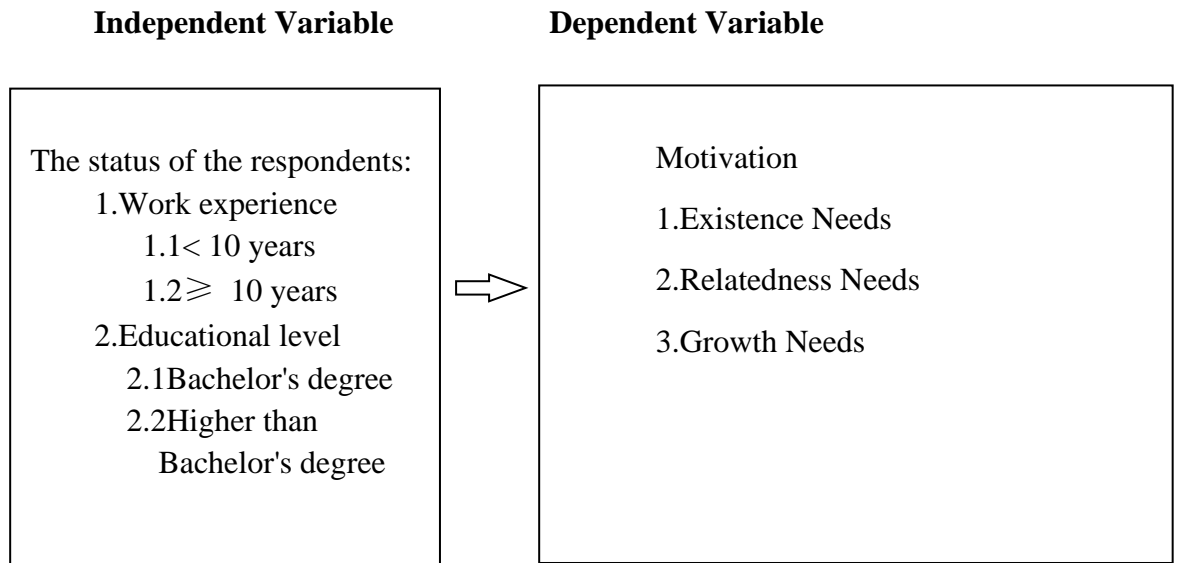 Independent Variable
Dependent Variable
The status of the respondents:
1.Work experience
1.1< 10 years
1.2≥ 10 years
2.Educational level
2.1Bachelor's degree
2.2Higher than
Bachelor's degree
Motivation
1.Existence Needs
2.Relatedness Needs
3.Growth Needs